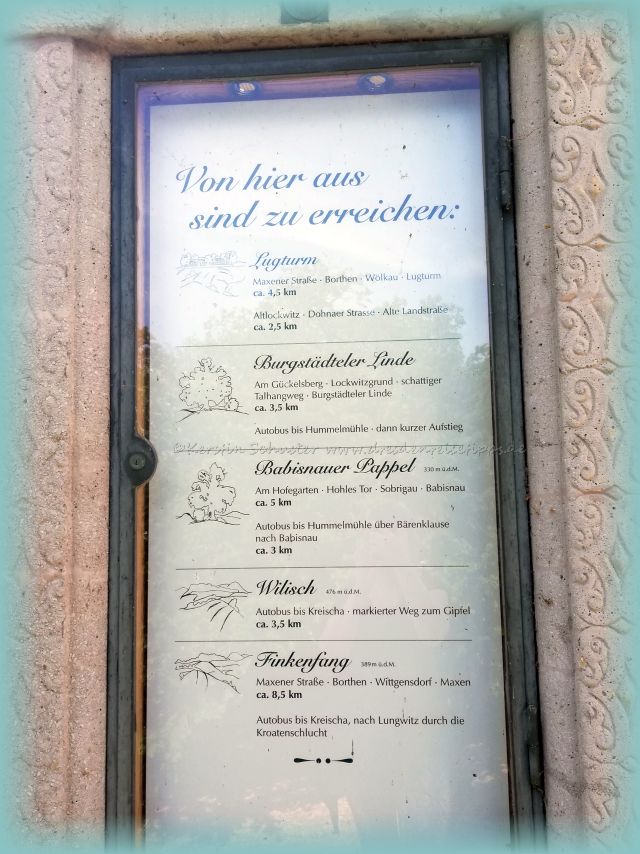 Von hier aus
sind zu erreichen:
Lugturm
Maxener Straße · Borthen · Wölkau · Lugturm
ca. 4,5 km
Altlockwitz · Dohnaer Strasse · Alte Landstraße
ca. 2,5 km
Burgstädteler Linde
Am Gückelsberg · Lockwitzgrund · schattiger
Talhangweg · Burgstädteler Linde
ca. 3,5 km
Autobus bis Hummelmühle · dann kurzer Aufstieg
©Kerstin Schuster www.dresdenreisetipps.de
Babisnauer Pappel 330 m ü.d.M.
Am Hofegarten · Hohles Tor · Sobrigau · Babisnau
ca. 5 km
Autobus bis Hummelmühle über Bärenklause
nach Babisnau
ca. 3 km
Wilisch 476 m ü.d.M.
Autobus bis Kreischa · markierter Weg zum Gipfel
ca. 3,5 km
Finkenfang 389 m ü.d.M.
Maxener Straße · Borthen · Wittgensdorf · Maxen
ca. 8,5 km
Autobus bis Kreischa, nach Lungwitz durch die
Kroatenschlucht